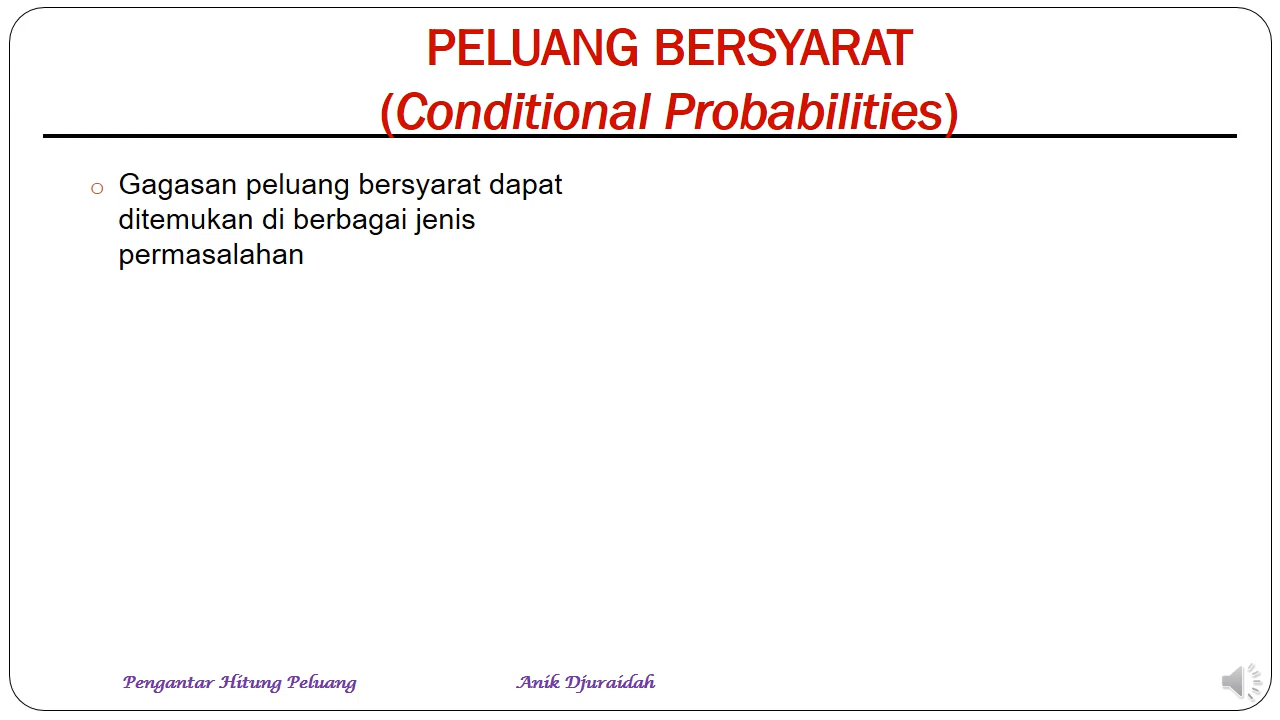 PELUANG BERSYARAT
(Conditional Probabilities)
Gagasan peluang bersyarat dapat
ditemukan di berbagai jenis
permasalahan
Pengantar Hitung Peluang
Anik Djuraidah